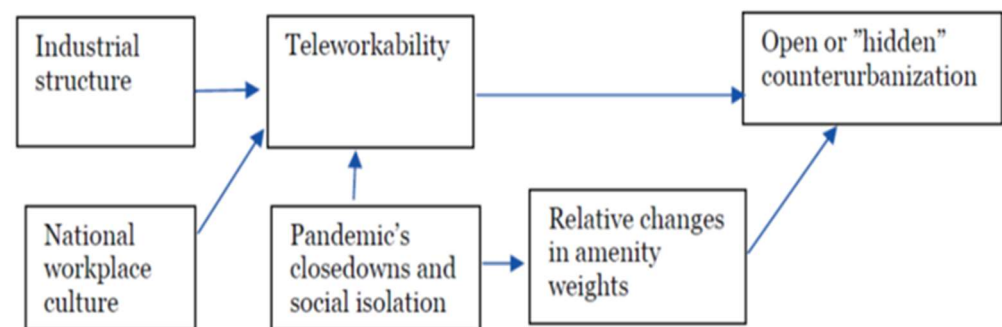 Industrial
structure
Teleworkability
Open or ”hidden”
counterurbanization
National
workplace
culture
Pandemic’s
closedowns and
social isolation
Relative changes
in amenity
weights